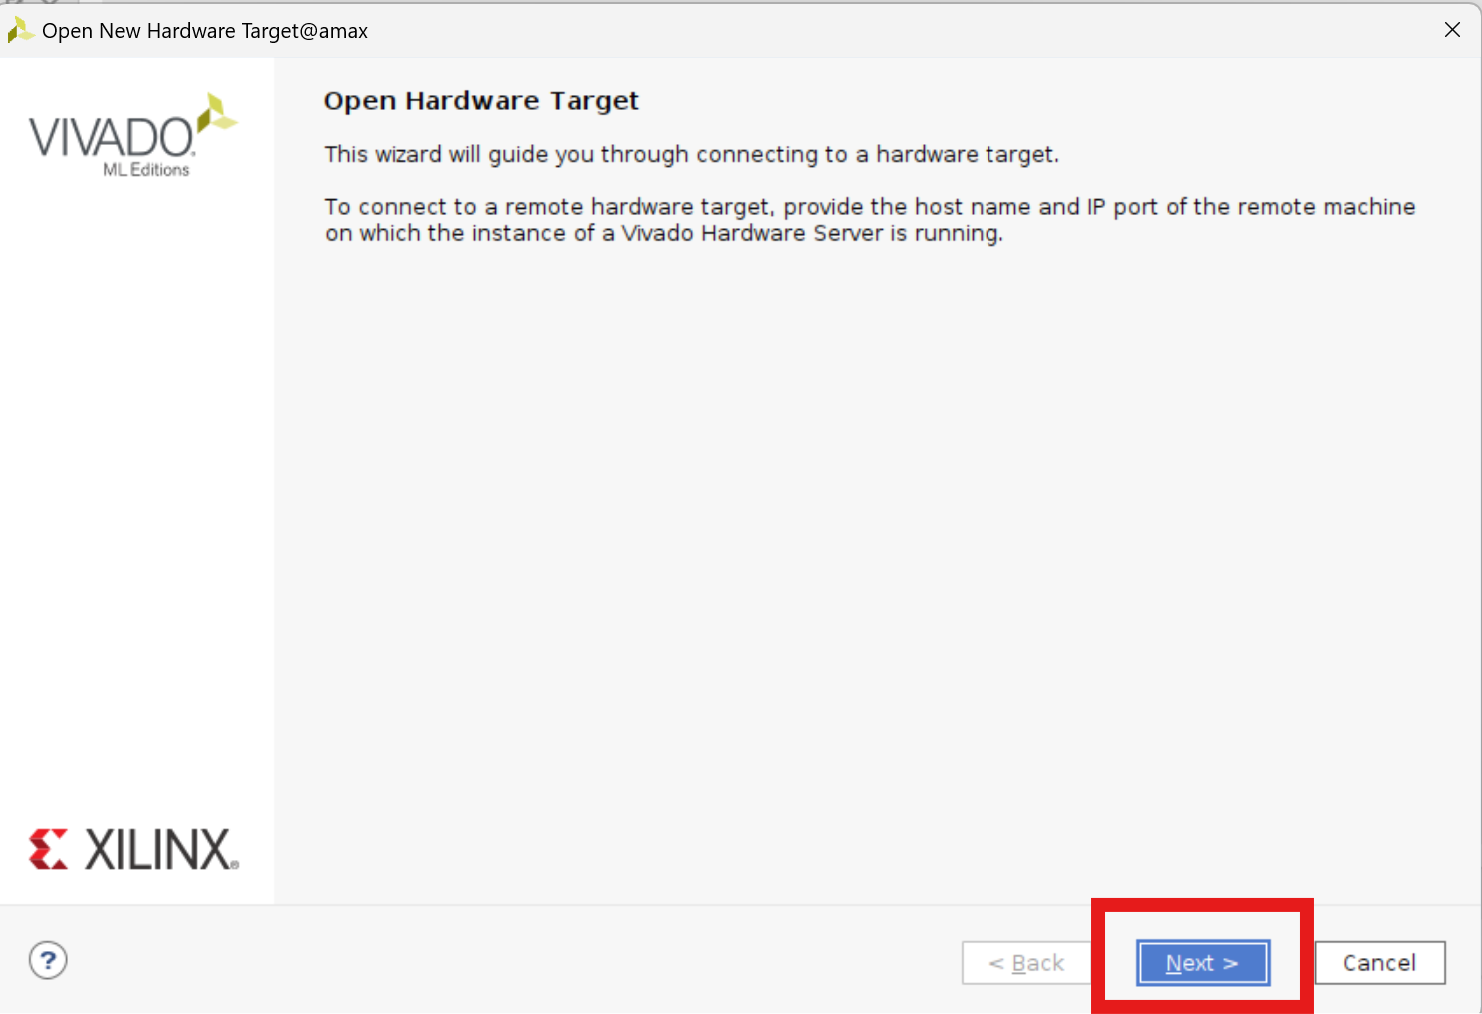 Open New Hardware Target@amax
VIVADO
ML Editions
Open Hardware Target
This wizard will guide you through connecting to a hardware target.
To connect to a remote hardware target, provide the host name and IP port of the remote machine
on which the instance of a Vivado Hardware Server is running.
XILINX®
?
< Back
Next >
Cancel